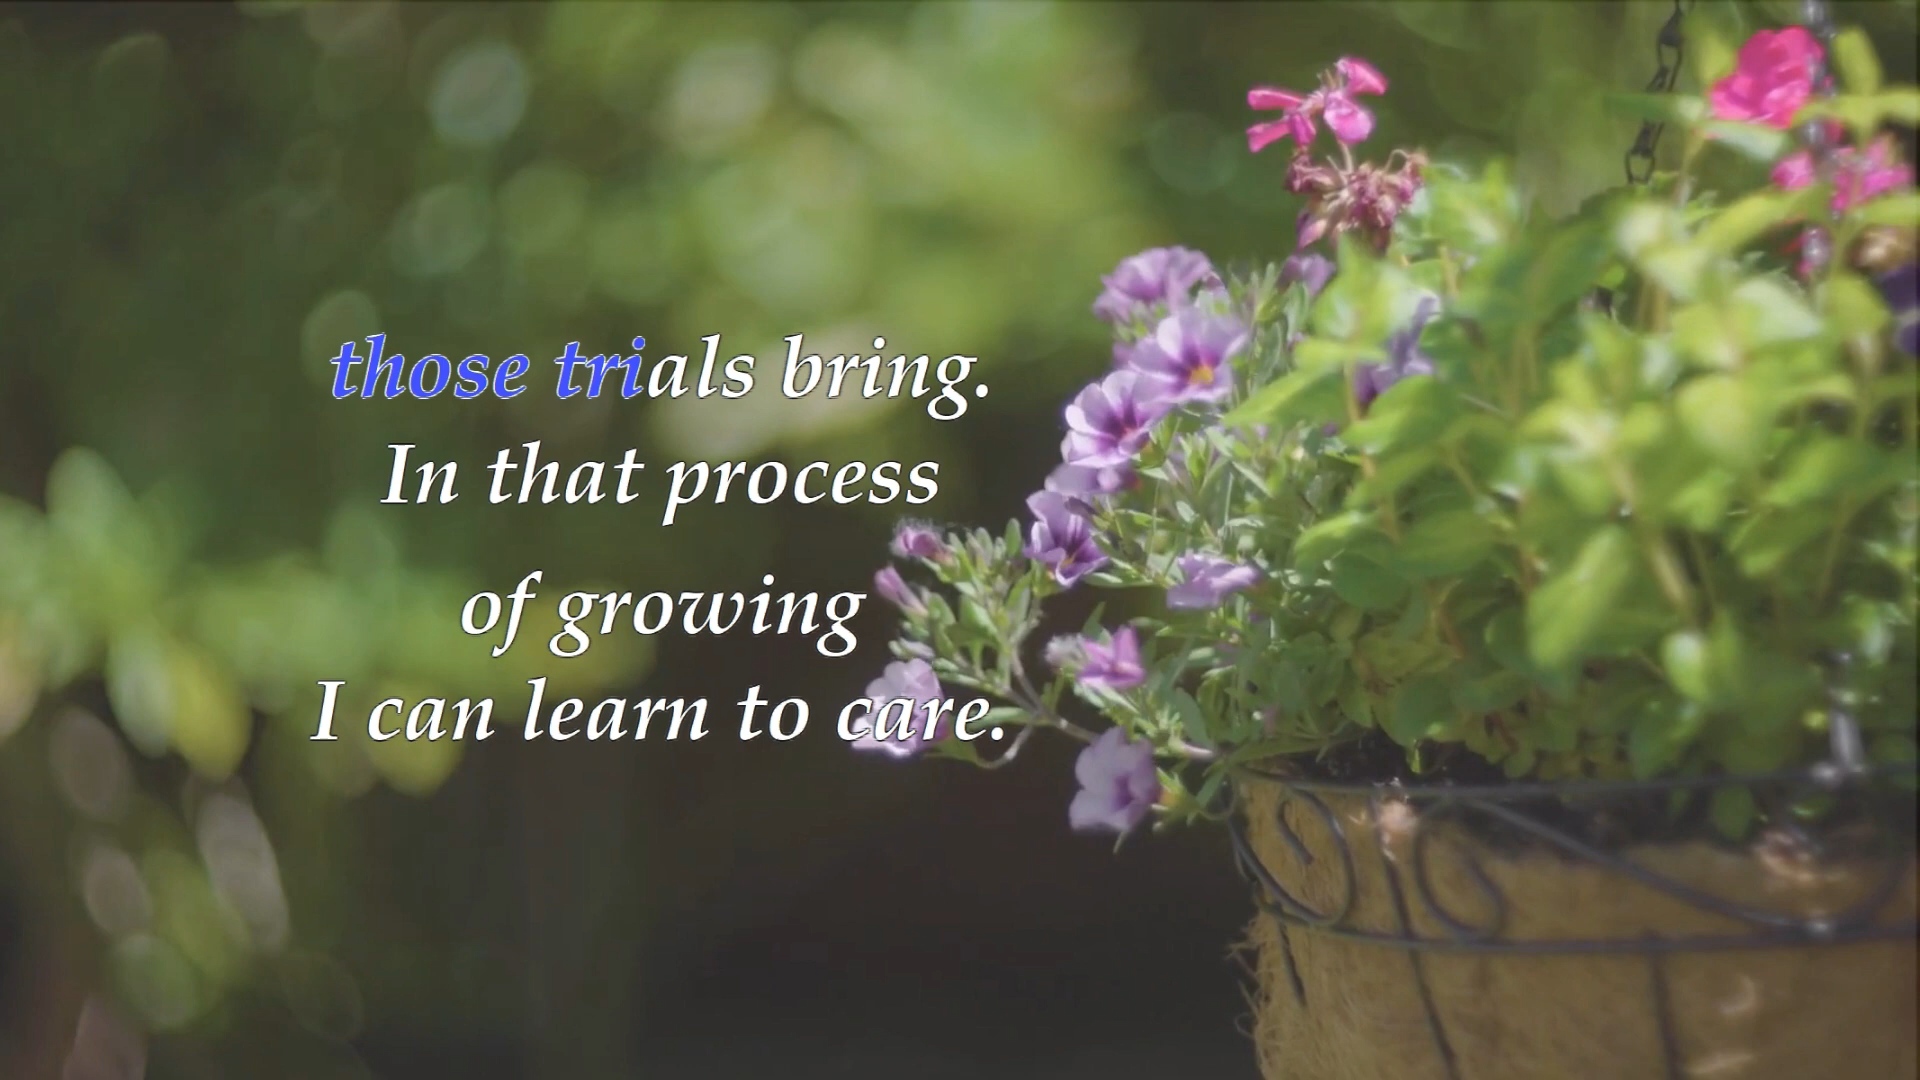 those trials bring.
In that process
of growing
I can learn to care.